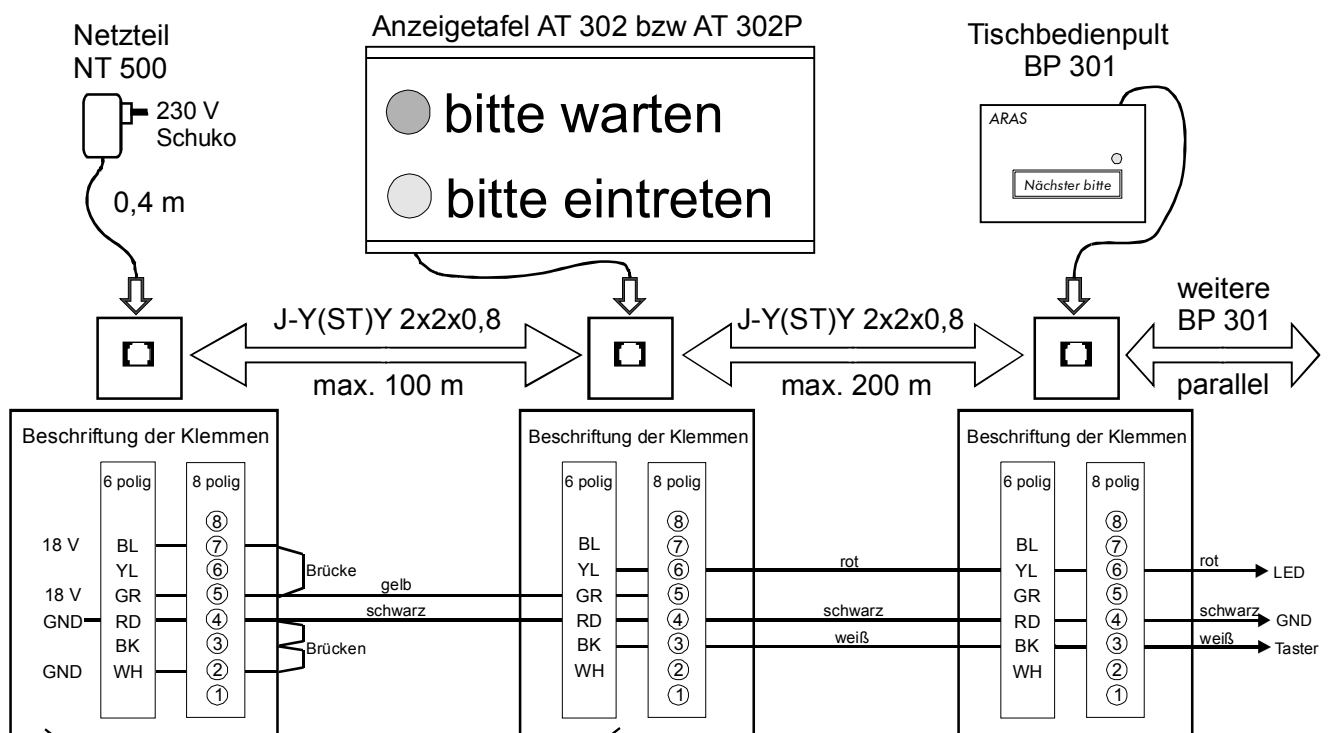 Netzteil
NT 500
230 V
Schuko
0,4 m
Anzeigetafel AT 302 bzw AT 302P
bitte warten
bitte eintreten
Tischbedienpult
BP 301
ARAS
Nächster bitte
J-Y(ST)Y 2x2x0,8
max. 100 m
J-Y(ST)Y 2x2x0,8
max. 200 m
weitere
BP 301
parallel
Beschriftung der Klemmen
6 polig 8 polig
8
18 V BL 7
YL 6 Brücke
18 V GR 5 gelb
GND RD 4 schwarz
BK 3 Brücken
GND WH 2
1
Beschriftung der Klemmen
6 polig 8 polig
8
BL 7
YL 6 rot
GR 5
RD 4 schwarz
BK 3 weiß
WH 2
1
Beschriftung der Klemmen
6 polig 8 polig
8
BL 7
YL 6 rot LED
GR 5
RD 4 schwarz GND
BK 3 weiß Taster
WH 2
1